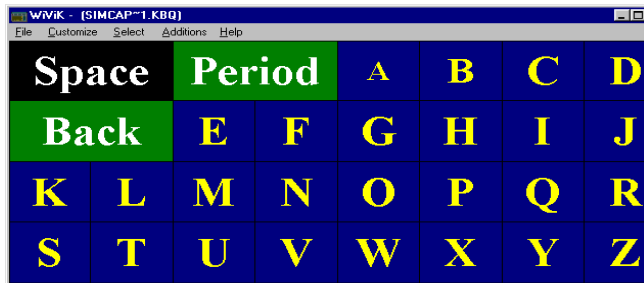 WiViK - (SIMCAP~1.KBQ)
File Customize Select Additions Help
Space Period A B C D
Back E F G H I J
K L M N O P Q R
S T U V W X Y Z